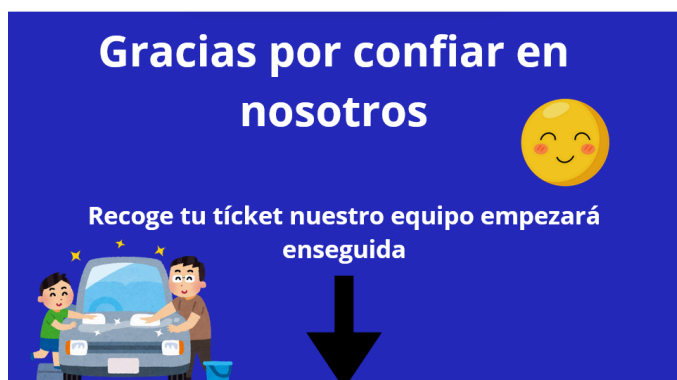 Gracias por confiar en
nosotros
Recoge tu tícket nuestro equipo empezará
enseguida